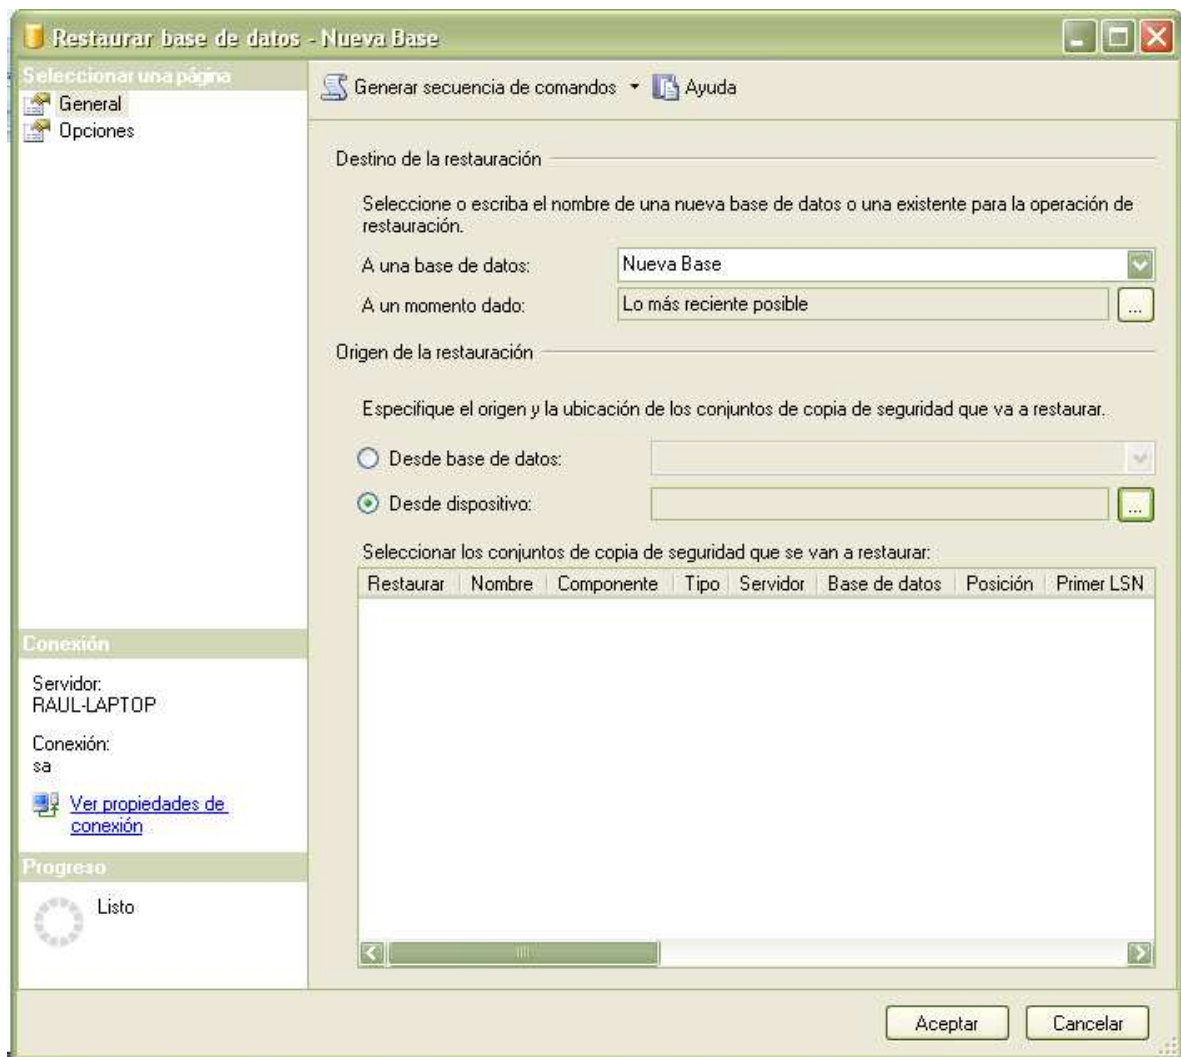 Restaurar base de datos - Nueva Base
Seleccionar una página
General
Opciones
Generar secuencia de comandos
Ayuda
Destino de la restauración
Seleccione o escriba el nombre de una nueva base de datos o una existente para la operación de
restauración.
A una base de datos:
Nueva Base
A un momento dado:
Lo más reciente posible
...
Origen de la restauración
Especifique el origen y la ubicación de los conjuntos de copia de seguridad que va a restaurar.
Desde base de datos:
Desde dispositivo:
...
Seleccionar los conjuntos de copia de seguridad que se van a restaurar:
Restaurar Nombre Componente Tipo Servidor Base de datos Posición Primer LSN
Conexión
Servidor:
RAUL-LAPTOP
Conexión:
sa
Ver propiedades de
conexión
Progreso
Listo
Aceptar
Cancelar